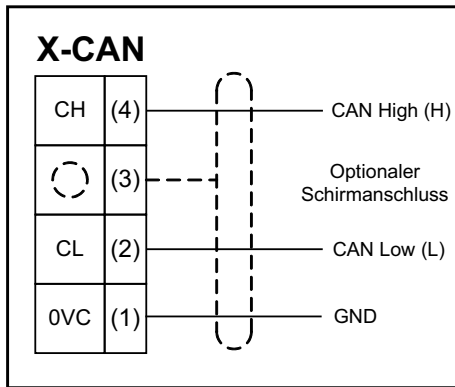 X-CAN
CH (4) CAN High (H)
(3) Optionaler
Schirmanschluss
CL (2) CAN Low (L)
0VC (1) GND